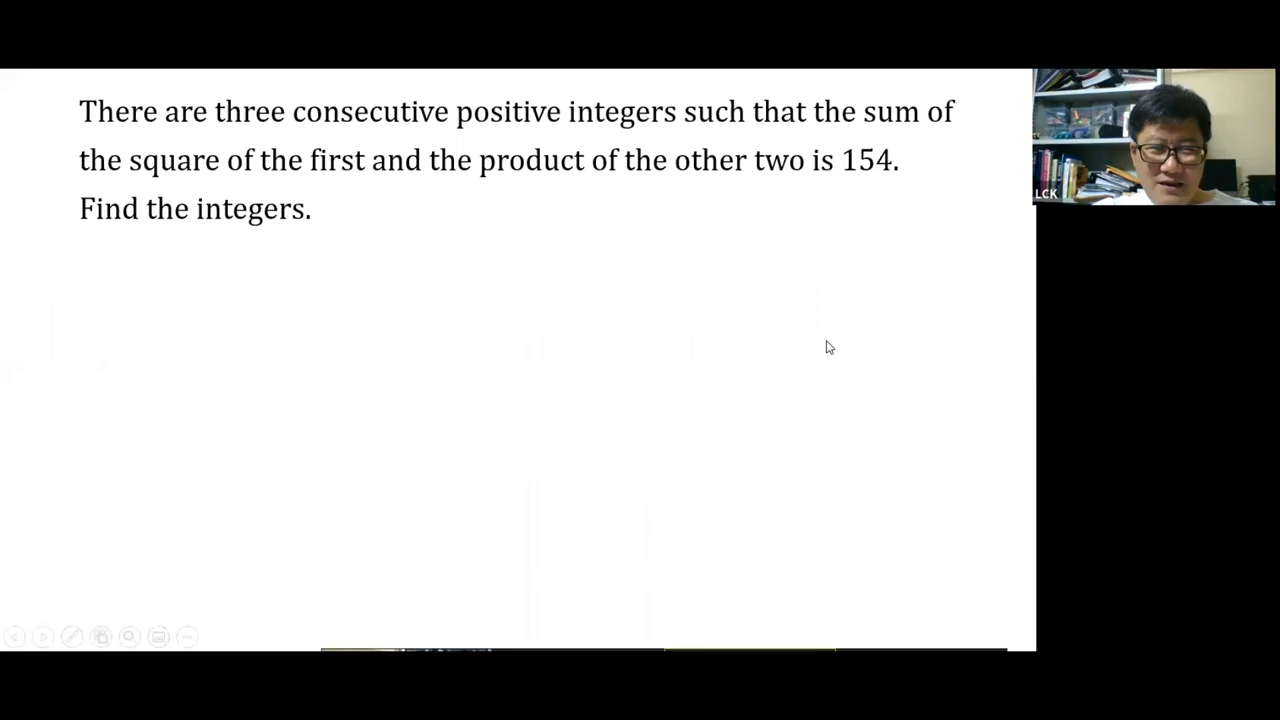 There are three consecutive positive integers such that the sum of
the square of the first and the product of the other two is 154.
Find the integers.
LCK